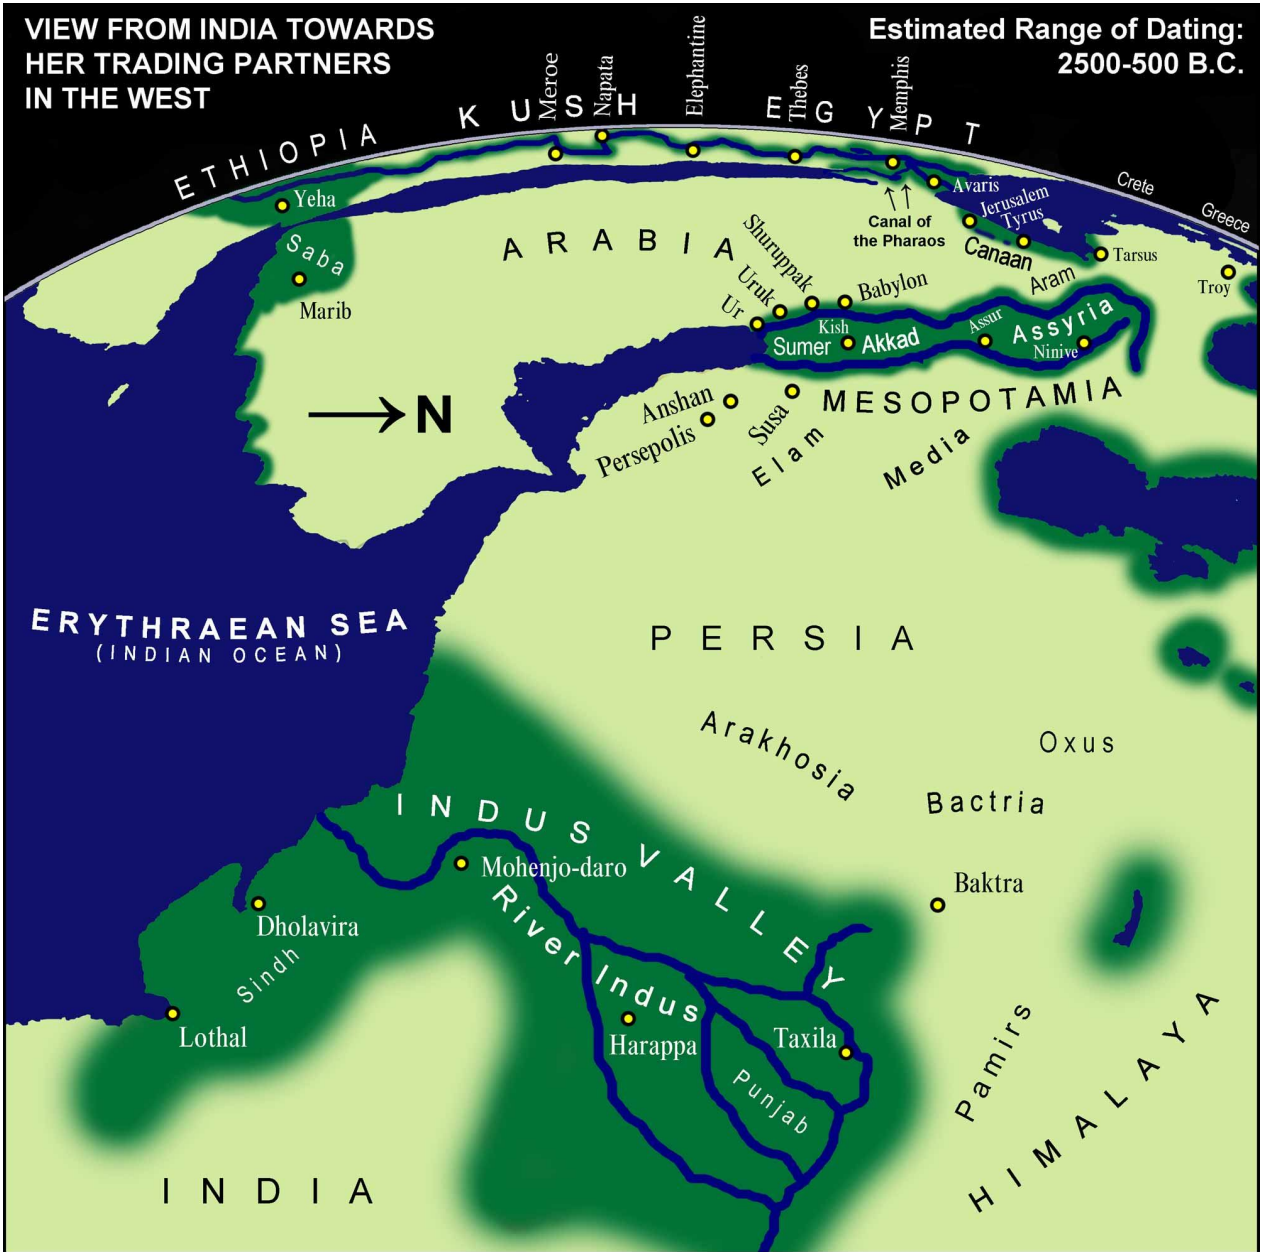 VIEW FROM INDIA TOWARDS
HER TRADING PARTNERS
IN THE WEST
Estimated Range of Dating:
2500-500 B.C.
ETHIOPIA
KUSH
EGYPT
Meroe
Napata
Elephantine
Thebes
Memphis
Crete
Greece
Yeha
Saba
Marib
Avaris
Jerusalem
Tyrus
Canal of
the Pharaos
Canaan
Tarsus
Aram
Troy
ARABIA
Shuruppak
Uruk
Ur
Babylon
Kish
Sumer
Akkad
Assur
Assyria
Ninive
N
Anshan
Persepolis
Susa
Elam
MESOPOTAMIA
Media
ERYTHRAEAN SEA
(INDIAN OCEAN)
PERSIA
Arakhosia
Oxus
Bactria
Baktra
INDUS VALLEY
Mohenjo-daro
River Indus
Dholavira
Sindh
Lothal
Harappa
Taxila
Punjab
Pamirs
HIMALAYA
INDIA